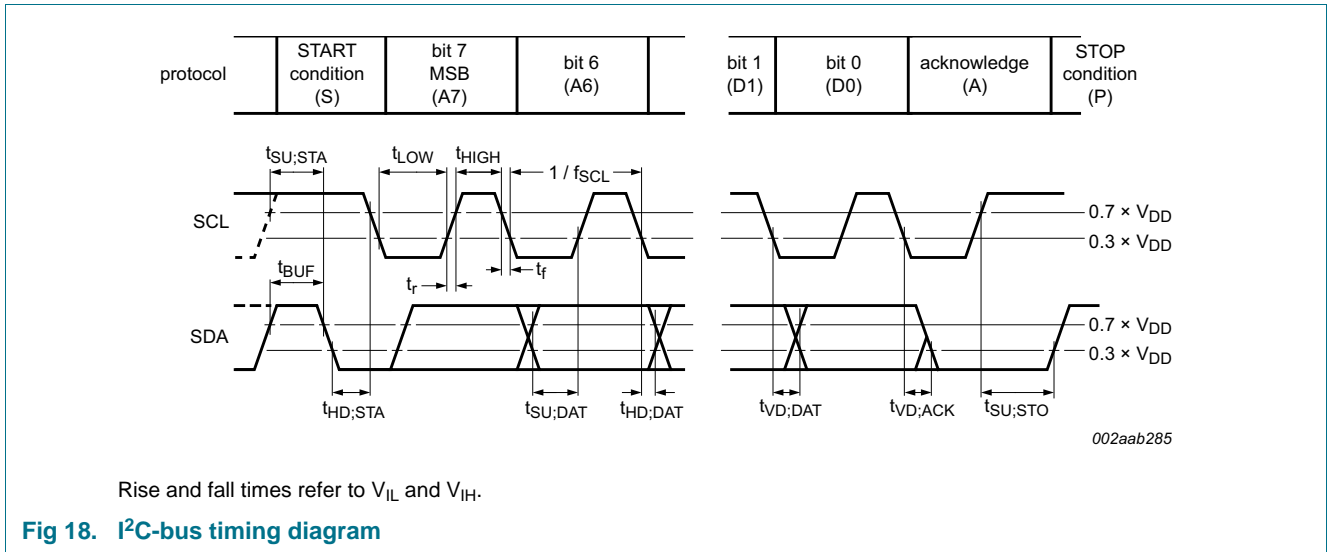 protocol
START
condition
(S)
bit 7
MSB
(A7)
bit 6
(A6)
bit 1
(D1)
bit 0
(D0)
acknowledge
(A)
STOP
condition
(P)
tSU;STA
tLOW
tHIGH
1 / fSCL
SCL
0.7 × VDD
0.3 × VDD
tBUF
tr
tf
SDA
0.7 × VDD
0.3 × VDD
tHD;STA
tSU;DAT
tHD;DAT
tVD;DAT
tVD;ACK
tSU;STO
002aab285
Rise and fall times refer to VIL and VIH.
Fig 18. I²C-bus timing diagram